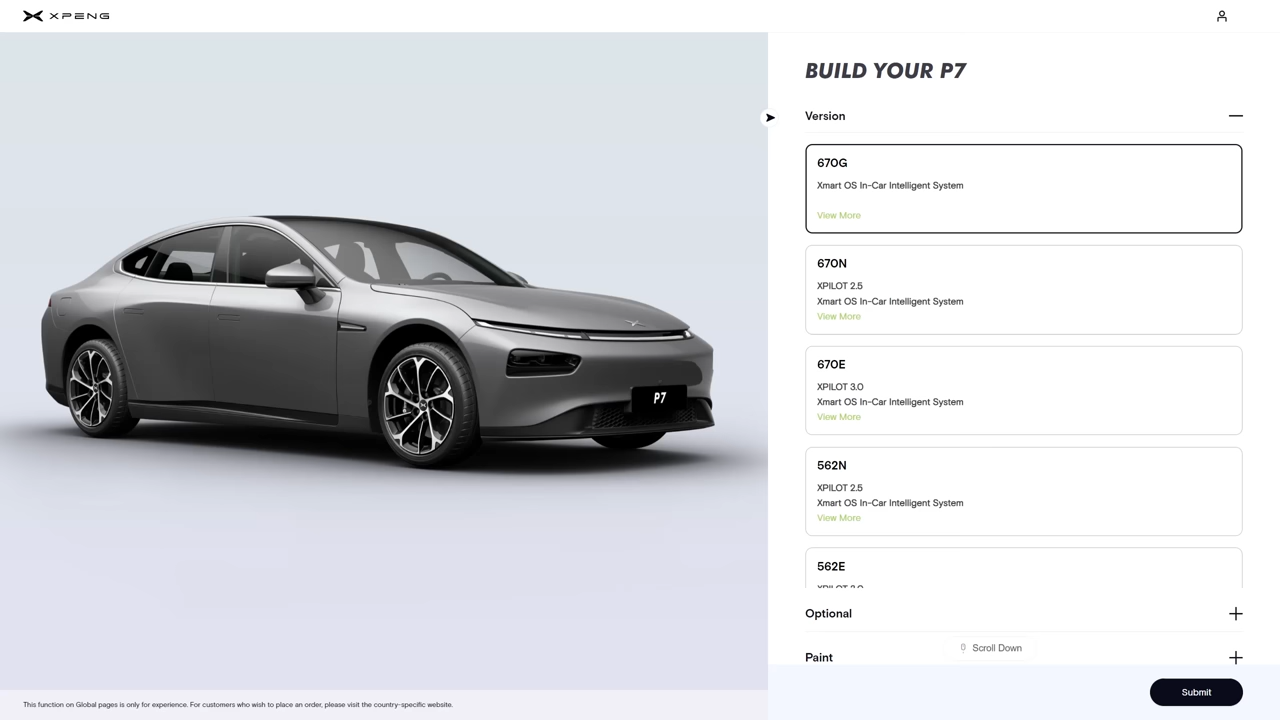 XPENG
BUILD YOUR P7
Version
670G
Xmart OS In-Car Intelligent System
View More
670N
XPILOT 2.5
Xmart OS In-Car Intelligent System
View More
670E
XPILOT 3.0
Xmart OS In-Car Intelligent System
View More
562N
XPILOT 2.5
Xmart OS In-Car Intelligent System
View More
562E
XPILOT 3.0
Optional
Scroll Down
Paint
Submit
P7
This function on Global pages is only for experience. For customers who wish to place an order, please visit the country-specific website.